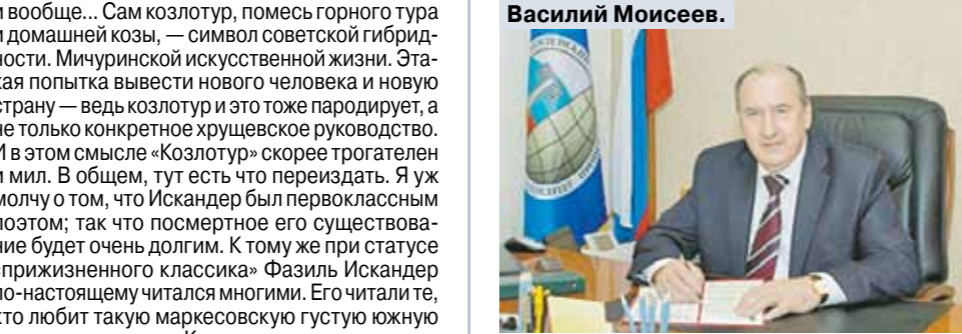 и вообще... Сам козлотур, помесь горного тура
и домашней козы, — символ советской гибрид-
ности. Мичуринской искусственной жизни. Эта-
кая попытка вывести нового человека и новую
страну — ведь козлотур и это тоже пародирует, а
не только конкретное хрущевское руководство.
И в этом смысле «Козлотур» скорее трогателен
и мил. В общем, тут есть что переиздать. Я уж
молчу о том, что Искандер был первоклассным
поэтом; так что посмертное его существова-
ние будет очень долгим. К тому же при статусе
«прижизненного классика» Фазиль Искандер
по-настоящему читался многими. Его читали те,
кто любит такую маркесовскую густую южную
Василий Моисеев.